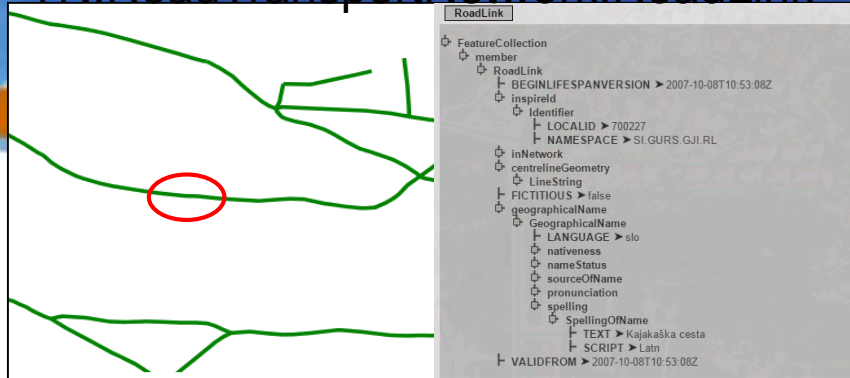 RoadLink
FeatureCollection
member
RoadLink
BEGINLIFESPANVERSION ➤ 2007-10-08T10:53:08Z
inspireId
Identifier
LOCALID ➤ 700227
NAMESPACE ➤ SI.GURS.GJI.RL
inNetwork
centrelineGeometry
LineString
FICTITIOUS ➤ false
geographicalName
GeographicalName
LANGUAGE ➤ slo
nativeness
nameStatus
sourceOfName
pronunciation
spelling
SpellingOfName
TEXT ➤ Kajakaška cesta
SCRIPT ➤ Latn
VALIDFROM ➤ 2007-10-08T10:53:08Z